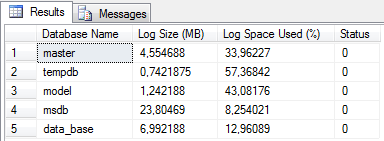 Results Messages
Database Name Log Size (MB) Log Space Used (%) Status
1 master 4,554688 33,96227 0
2 tempdb 0,7421875 57,36842 0
3 model 1,242188 43,08176 0
4 msdb 23,80469 8,254021 0
5 data_base 6,992188 12,96089 0